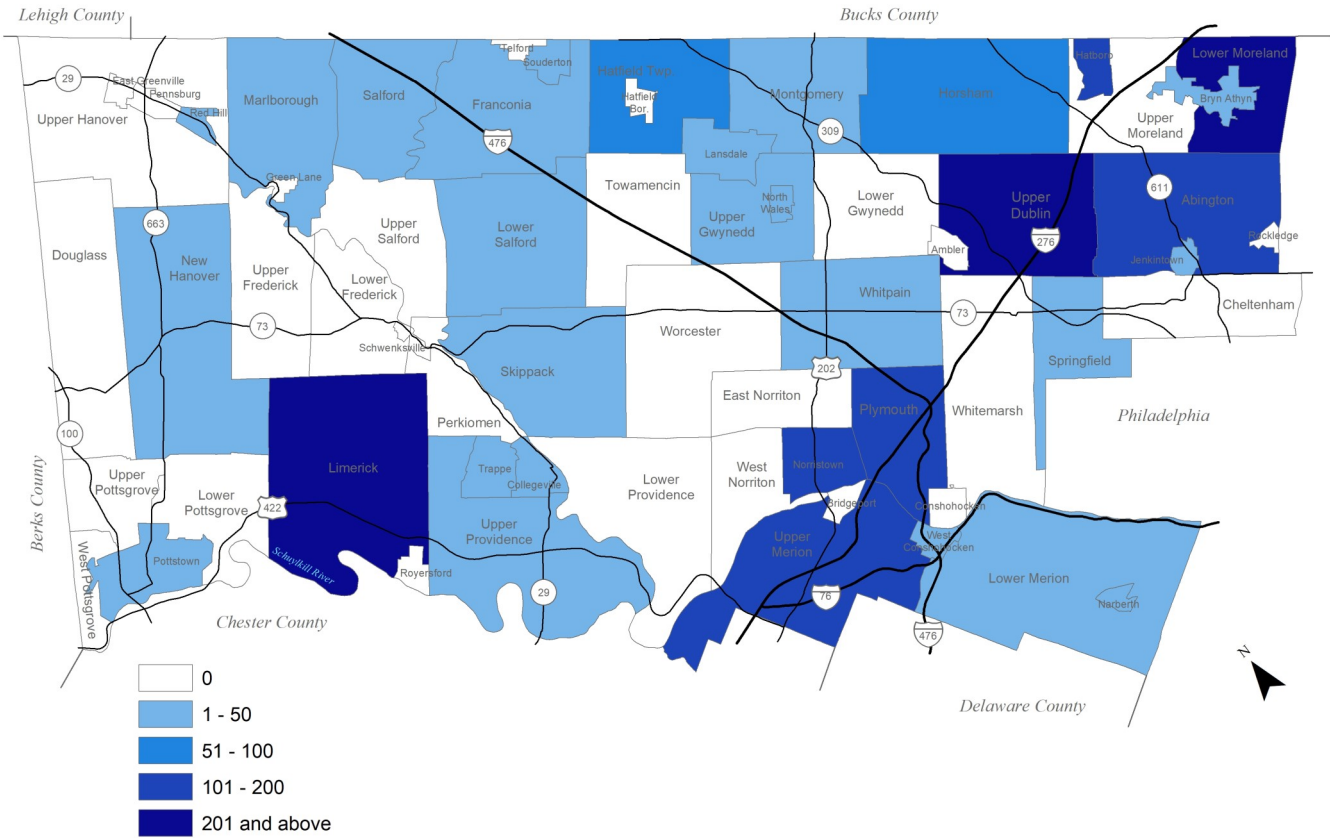 Lehigh County
Bucks County
Telford
Souderton
Hatboro
Lower Moreland
29
East Greenville
Pennsburg
Upper Hanover
Red Hill
Marlborough
Salford
Franconia
476
Hatfield Twp.
Hatfield
Bor.
Montgomery
309
Horsham
Upper
Moreland
Bryn Athyn
Green Lane
Lansdale
Towamencin
North
Wales
Upper
Gwynedd
Lower
Gwynedd
Upper
Dublin
611
Abington
Rockledge
276
Ambler
Jenkintown
663
Douglass
New
Hanover
Upper
Salford
Lower
Salford
Upper
Frederick
Lower
Frederick
Whitpain
Cheltenham
73
Schwenksville
Worcester
73
Skippack
202
Springfield
East Norriton
Plymouth
Whitemarsh
Philadelphia
100
Perkiomen
Berks County
Upper
Pottsgrove
Lower
Pottsgrove
Limerick
Trappe
Collegeville
Lower
Providence
West
Norriton
Norristown
Bridgeport
Conshohocken
422
Upper
Providence
Upper
Merion
West
Conshohocken
West Pottsgrove
Pottstown
Schuylkill River
Royersford
Lower Merion
Narberth
29
76
476
Chester County
Delaware County
N
0
1 - 50
51 - 100
101 - 200
201 and above